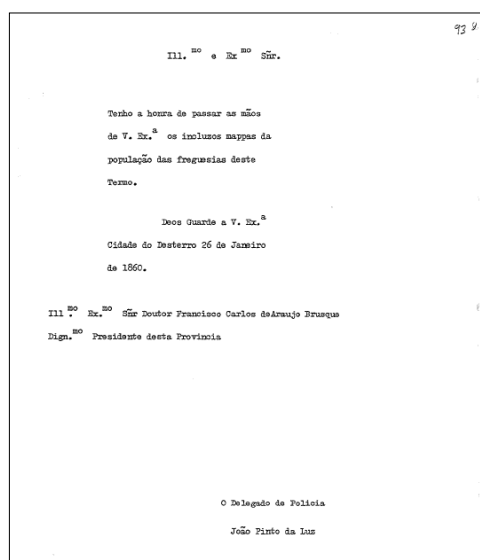 93
Ill.mo e Exmo Sñr.
Tenho a honra de passar as mãos
de V. Ex.a os incluzos mappas da
população das freguesias deste
Termo.
Deos Guarde a V. Ex.a
Cidade do Desterro 26 de Janeiro
de 1860.
Ill.mo Ex.mo Sñr Doutor Francisco Carlos deAraujo Brusque
Dign.mo Presidente desta Provincia
O Delegado de Policia
João Pinto da Luz